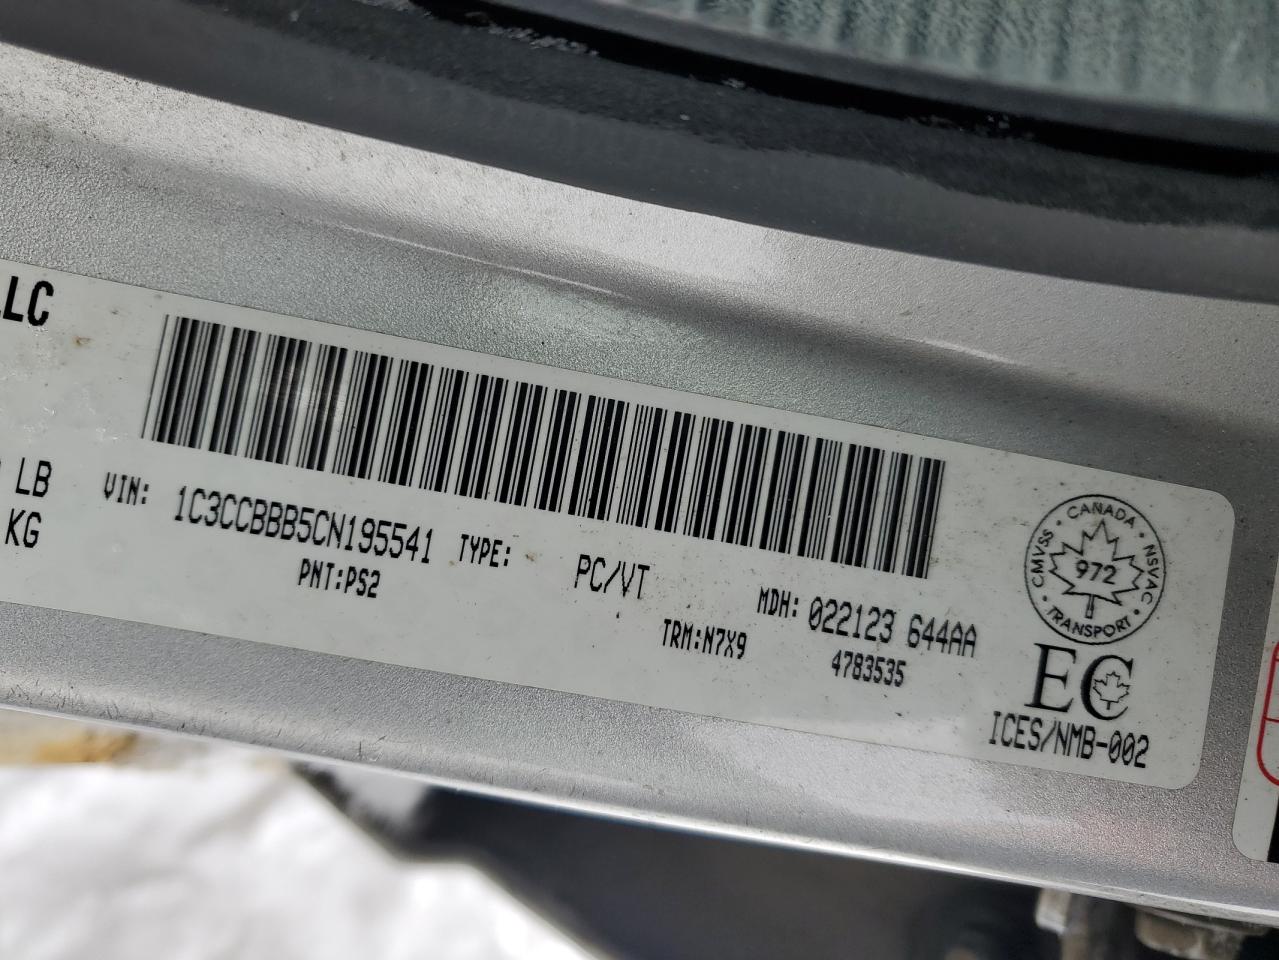 LLC
LB
KG
VIN: 1C3CCBBB5CN195541 TYPE: PC/VT
PNT:PS2
MDH: 022123 644AA
TRM:N7X9
4783535
CANADA
CMVSS · NSVAC
972
TRANSPORT
EC
ICES/NMB-002